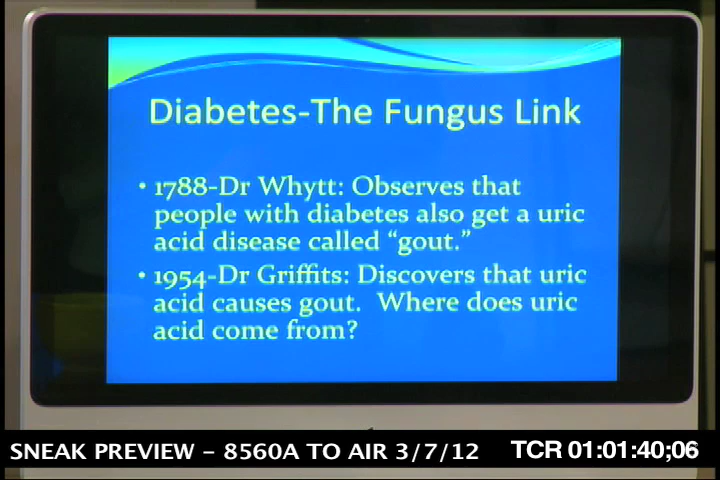 Diabetes-The Fungus Link
• 1788-Dr Whytt: Observes that
people with diabetes also get a uric
acid disease called “gout.”
• 1954-Dr Griffits: Discovers that uric
acid causes gout.  Where does uric
acid come from?
SNEAK PREVIEW – 8560A TO AIR 3/7/12 TCR 01:01:40;06